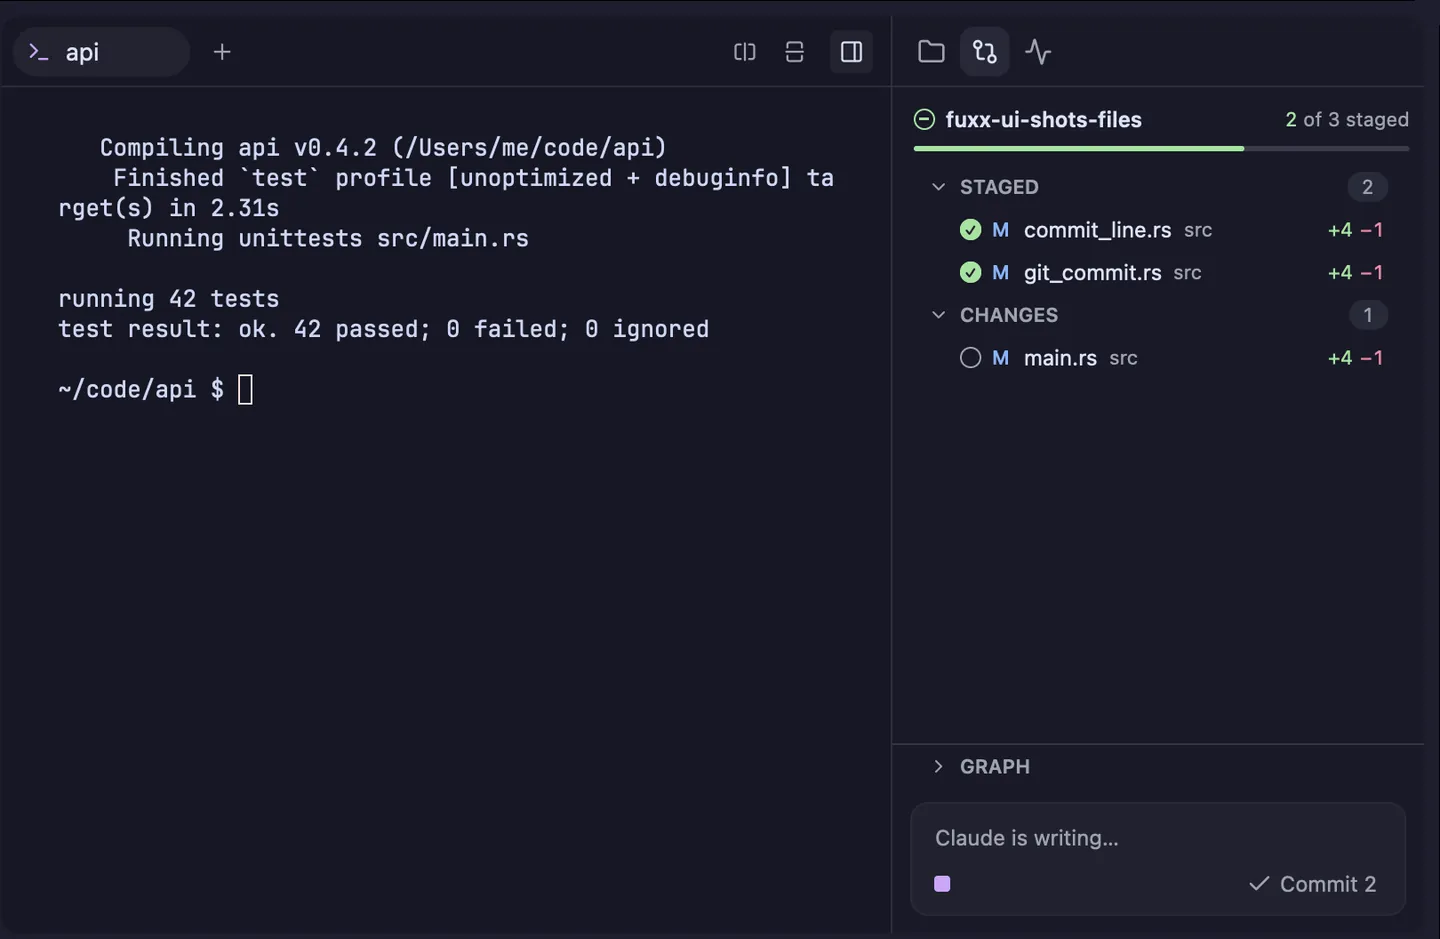 api
Compiling api v0.4.2 (/Users/me/code/api)
Finished `test` profile [unoptimized + debuginfo] ta
rget(s) in 2.31s
Running unittests src/main.rs
running 42 tests
test result: ok. 42 passed; 0 failed; 0 ignored
~/code/api $
fuxx-ui-shots-files 2 of 3 staged
STAGED 2
M commit_line.rs src +4 −1
M git_commit.rs src +4 −1
CHANGES 1
M main.rs src +4 −1
GRAPH
Claude is writing...
Commit 2